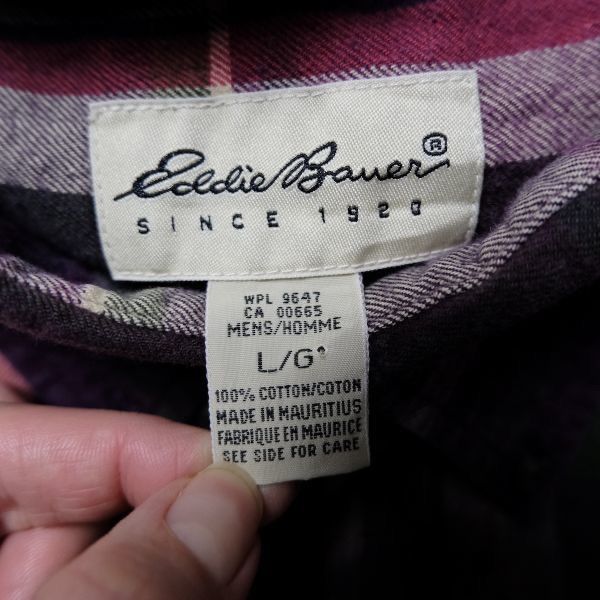 Eddie Bauer®
SINCE 1920
WPL 9647
CA 00665
MENS/HOMME
L/G°
100% COTTON/COTON
MADE IN MAURITIUS
FABRIQUE EN MAURICE
SEE SIDE FOR CARE